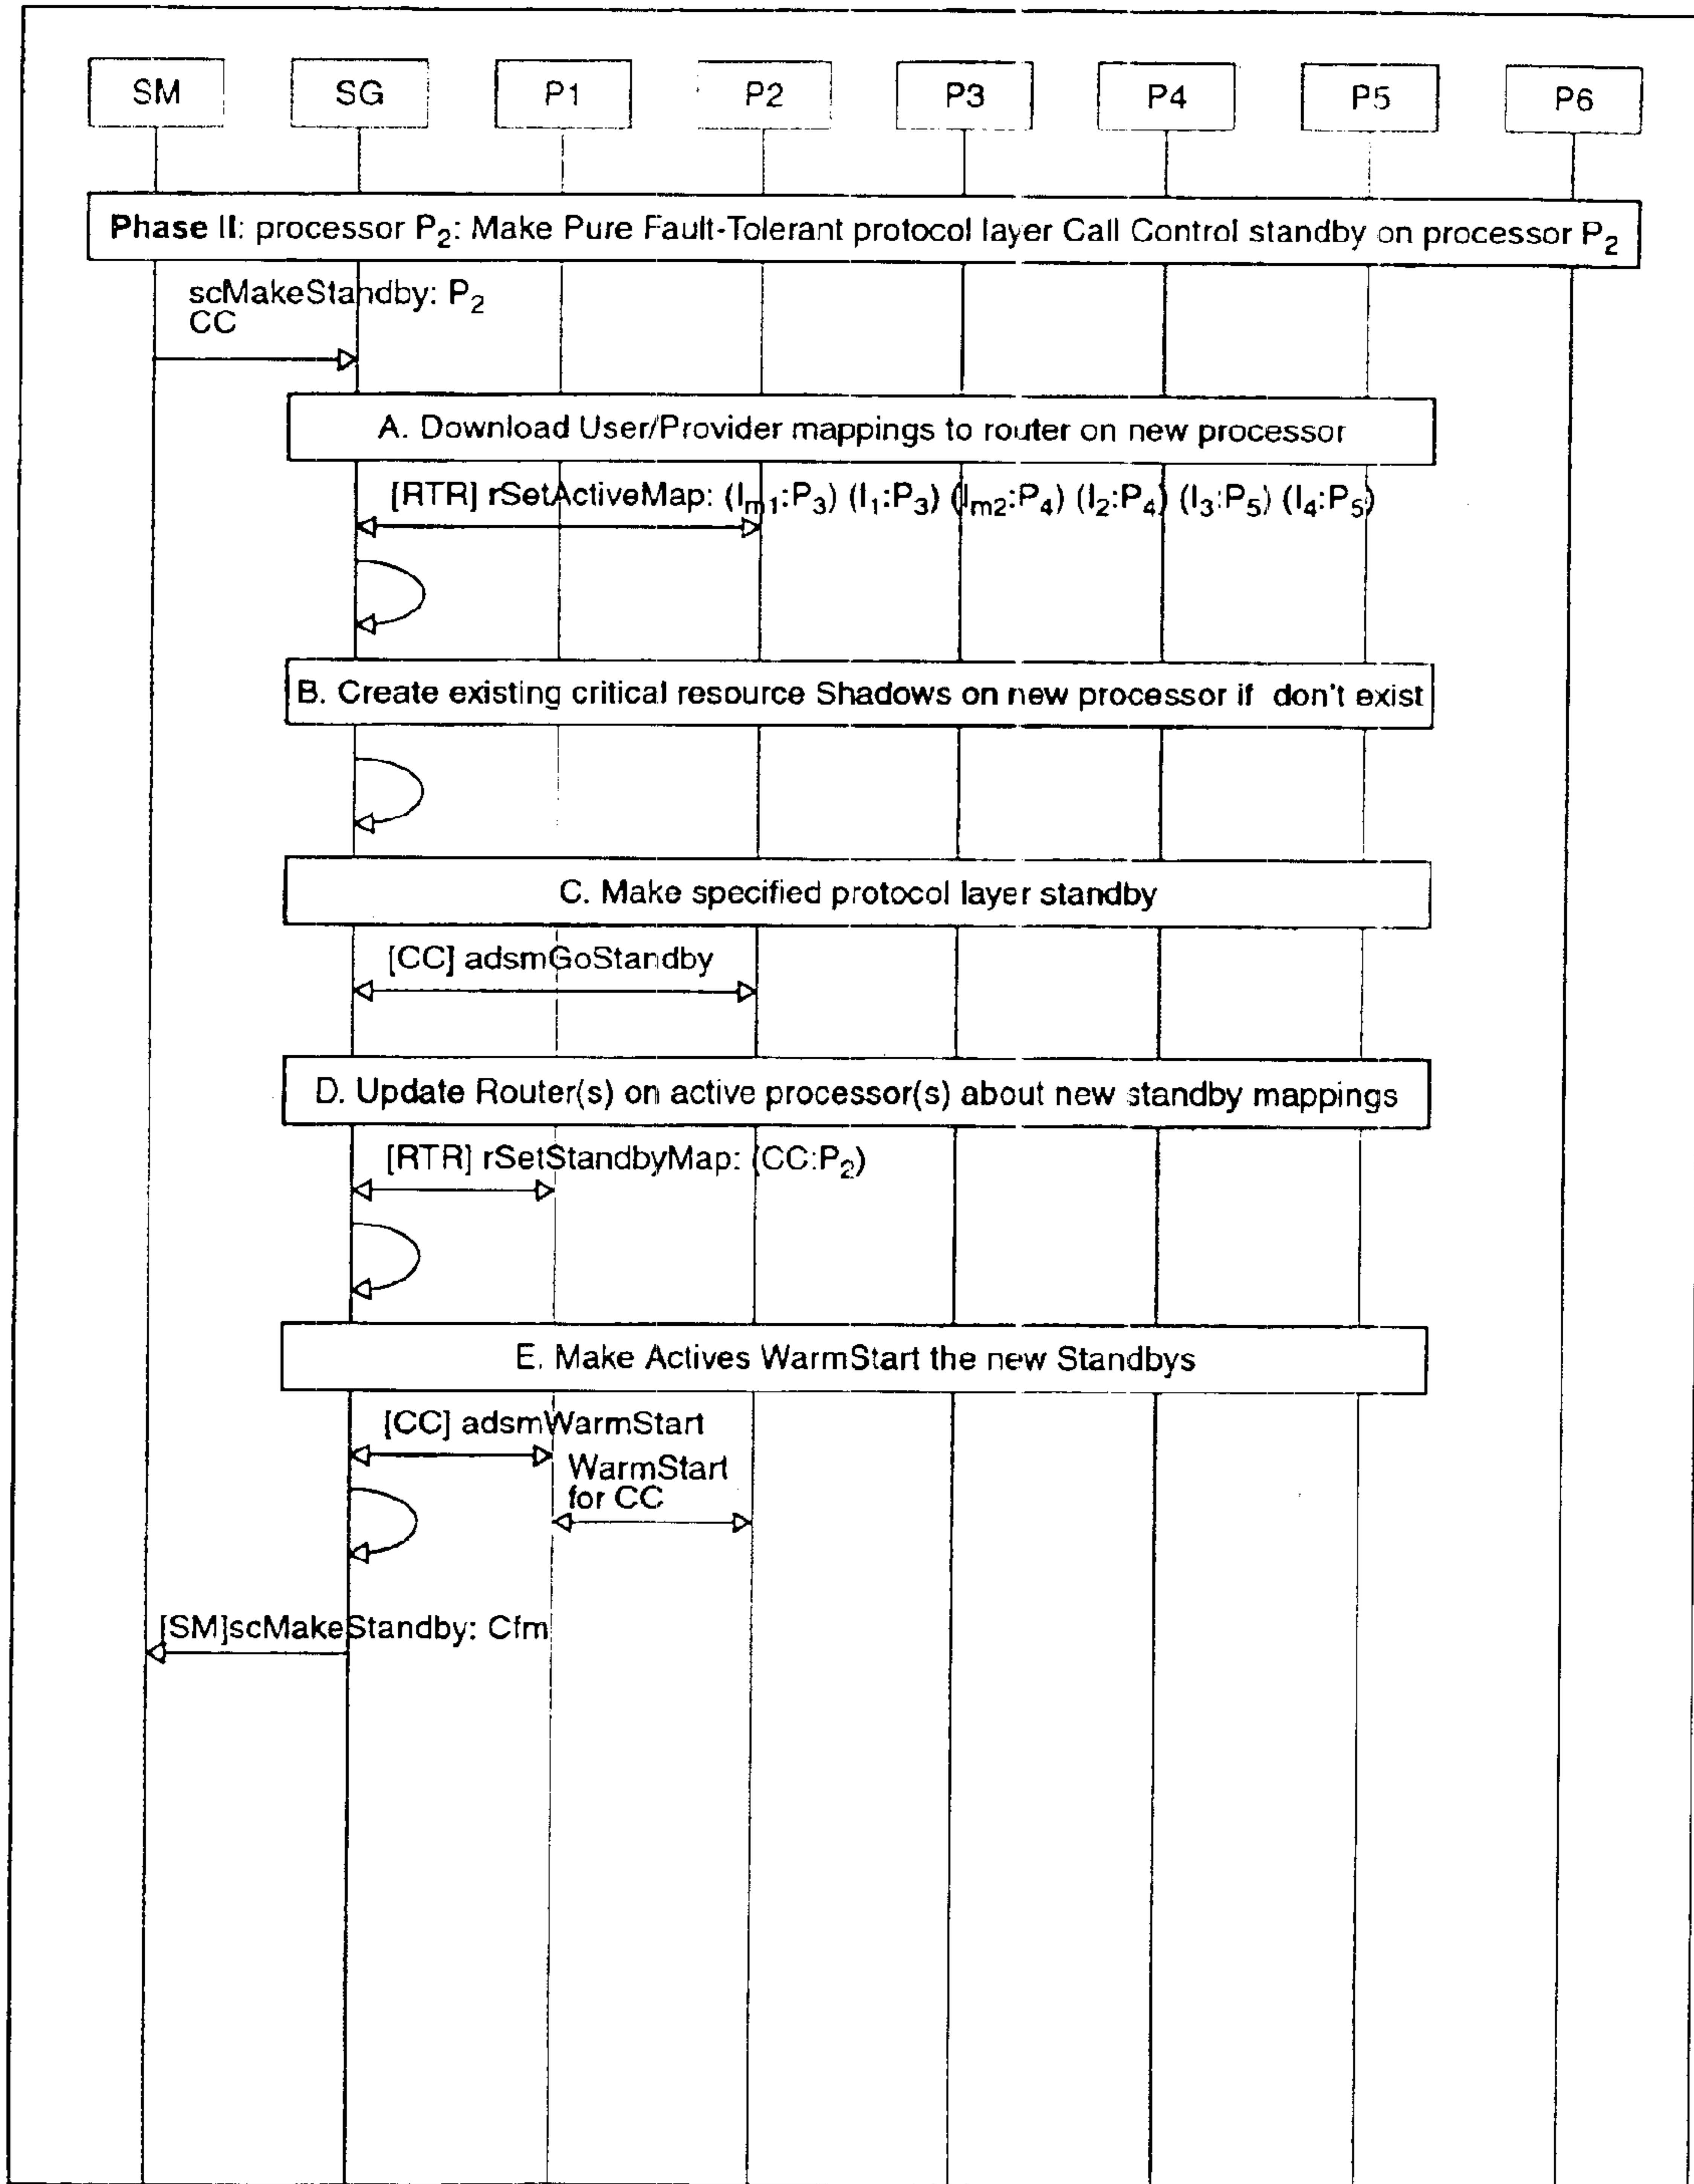 SM SG P1 P2 P3 P4 P5 P6
Phase II: processor P₂: Make Pure Fault-Tolerant protocol layer Call Control standby on processor P₂
scMakeStandby: P₂
CC
A. Download User/Provider mappings to router on new processor
[RTR] rSetActiveMap: (Iₘ₁:P₃) (I₁:P₃) (Iₘ₂:P₄) (I₂:P₄) (I₃:P₅) (I₄:P₅)
B. Create existing critical resource Shadows on new processor if don't exist
C. Make specified protocol layer standby
[CC] adsmGoStandby
D. Update Router(s) on active processor(s) about new standby mappings
[RTR] rSetStandbyMap: (CC:P₂)
E. Make Actives WarmStart the new Standbys
[CC] adsmWarmStart
WarmStart
for CC
[SM]scMakeStandby: Cfm